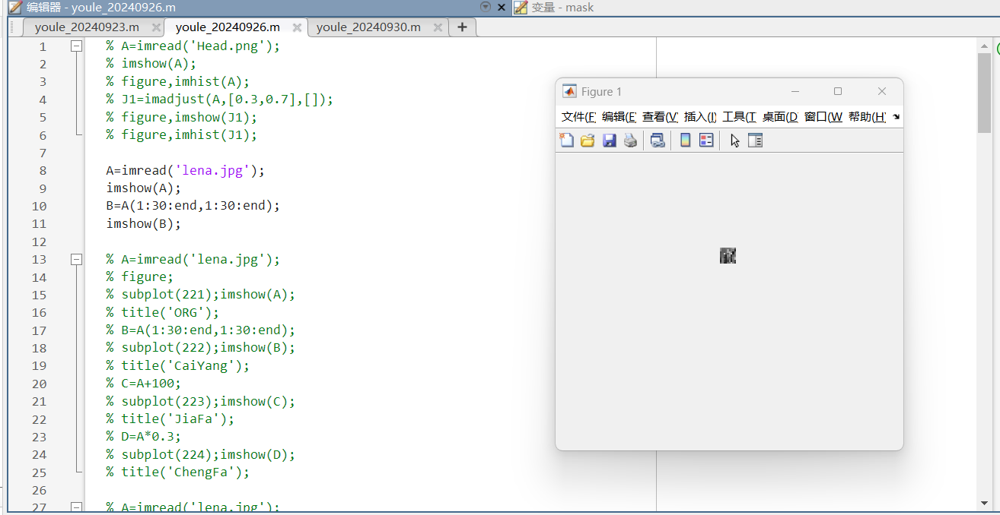 编辑器 - youle_20240926.m
变量 - mask
youle_20240923.m
youle_20240926.m
youle_20240930.m
1 % A=imread('Head.png');
2 % imshow(A);
3 % figure,imhist(A);
4 % J1=imadjust(A,[0.3,0.7],[]);
5 % figure,imshow(J1);
6 % figure,imhist(J1);
7
8 A=imread('lena.jpg');
9 imshow(A);
10 B=A(1:30:end,1:30:end);
11 imshow(B);
12
13 % A=imread('lena.jpg');
14 % figure;
15 % subplot(221);imshow(A);
16 % title('ORG');
17 % B=A(1:30:end,1:30:end);
18 % subplot(222);imshow(B);
19 % title('CaiYang');
20 % C=A+100;
21 % subplot(223);imshow(C);
22 % title('JiaFa');
23 % D=A*0.3;
24 % subplot(224);imshow(D);
25 % title('ChengFa');
26
27 % A=imread('lena.jpg');
Figure 1
文件(F 编辑(E 查看(V 插入(I) 工具(T 桌面(D 窗口(W 帮助(H)